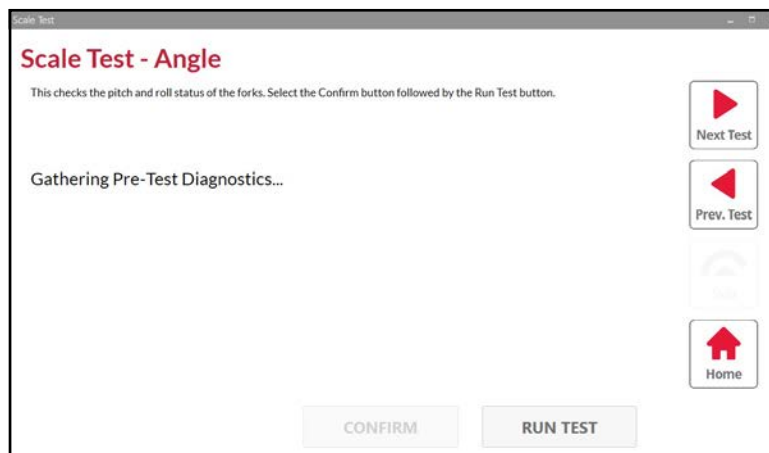 Scale Test
Scale Test - Angle
This checks the pitch and roll status of the forks. Select the Confirm button followed by the Run Test button.
Next Test
Gathering Pre-Test Diagnostics...
Prev. Test
Home
CONFIRM
RUN TEST